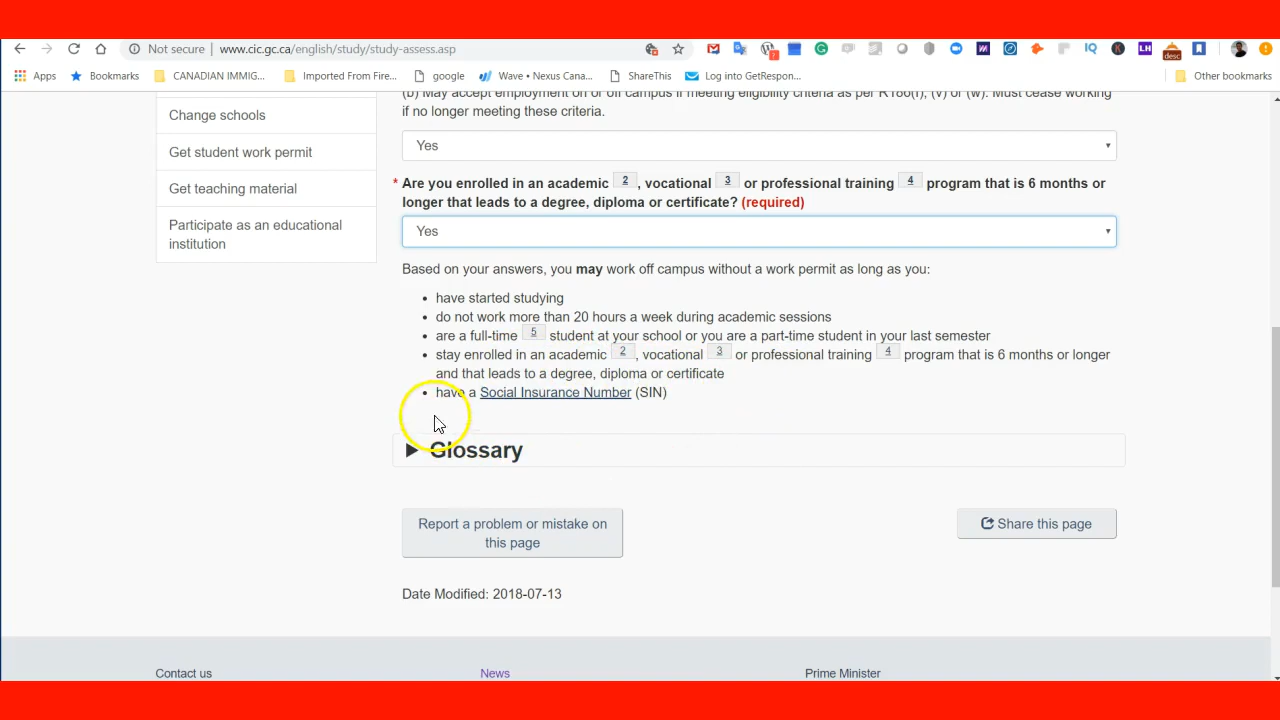 Not secure | www.cic.gc.ca/english/study/study-assess.asp
Apps Bookmarks CANADIAN IMMIG... Imported From Fire... google Wave • Nexus Cana... ShareThis Log into GetRespon... Other bookmarks
(b) May accept employment on or off campus if meeting eligibility criteria as per R186(f), (v) or (w). Must cease working
if no longer meeting these criteria.
Change schools
Yes
Get student work permit
* Are you enrolled in an academic 2 , vocational 3 or professional training 4 program that is 6 months or
Get teaching material
longer that leads to a degree, diploma or certificate? (required)
Participate as an educational
institution
Yes
Based on your answers, you may work off campus without a work permit as long as you:
• have started studying
• do not work more than 20 hours a week during academic sessions
• are a full-time 5 student at your school or you are a part-time student in your last semester
• stay enrolled in an academic 2 , vocational 3 or professional training 4 program that is 6 months or longer
and that leads to a degree, diploma or certificate
• have a Social Insurance Number (SIN)
Glossary
Report a problem or mistake on
this page
Share this page
Date Modified: 2018-07-13
Contact us News Prime Minister